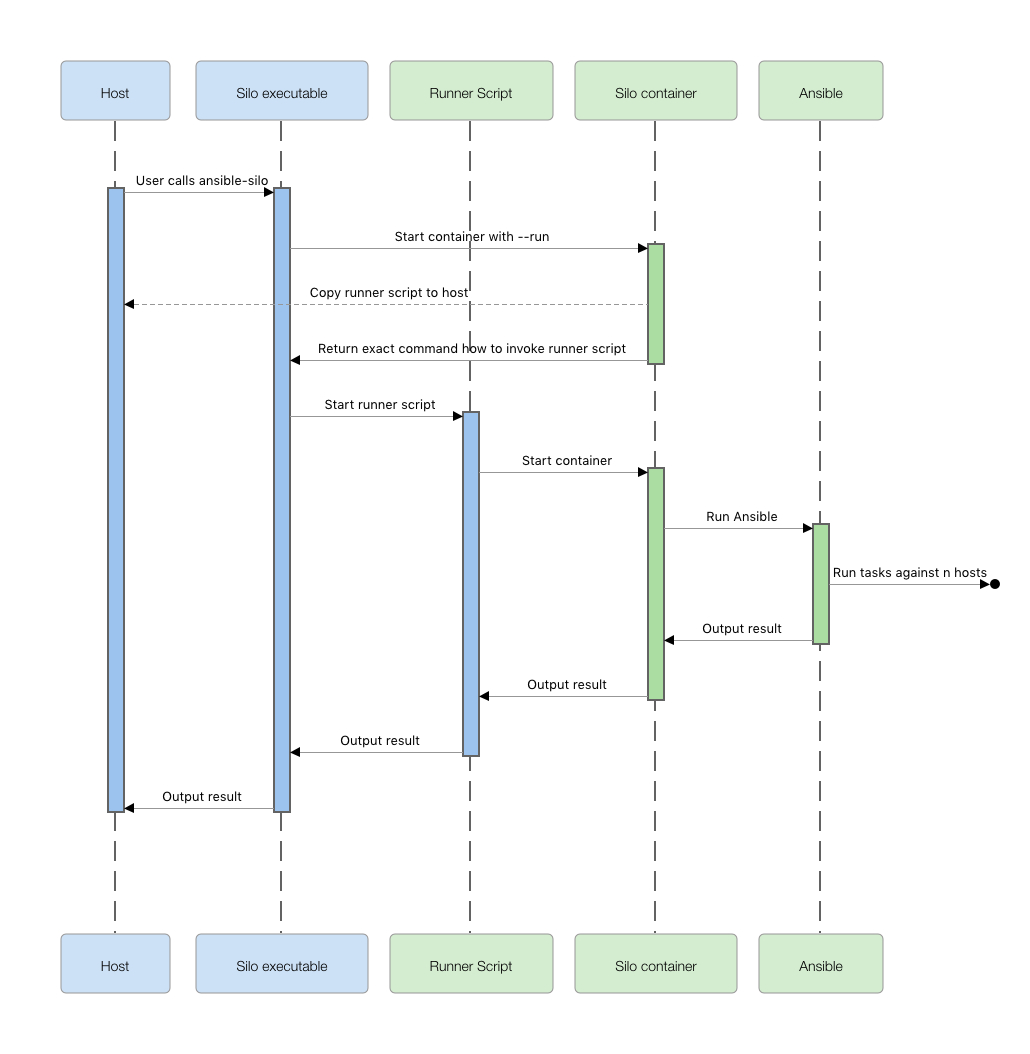 Host
Silo executable
Runner Script
Silo container
Ansible
User calls ansible-silo
Start container with --run
Copy runner script to host
Return exact command how to invoke runner script
Start runner script
Start container
Run Ansible
Run tasks against n hosts
Output result
Output result
Output result
Output result
Host
Silo executable
Runner Script
Silo container
Ansible